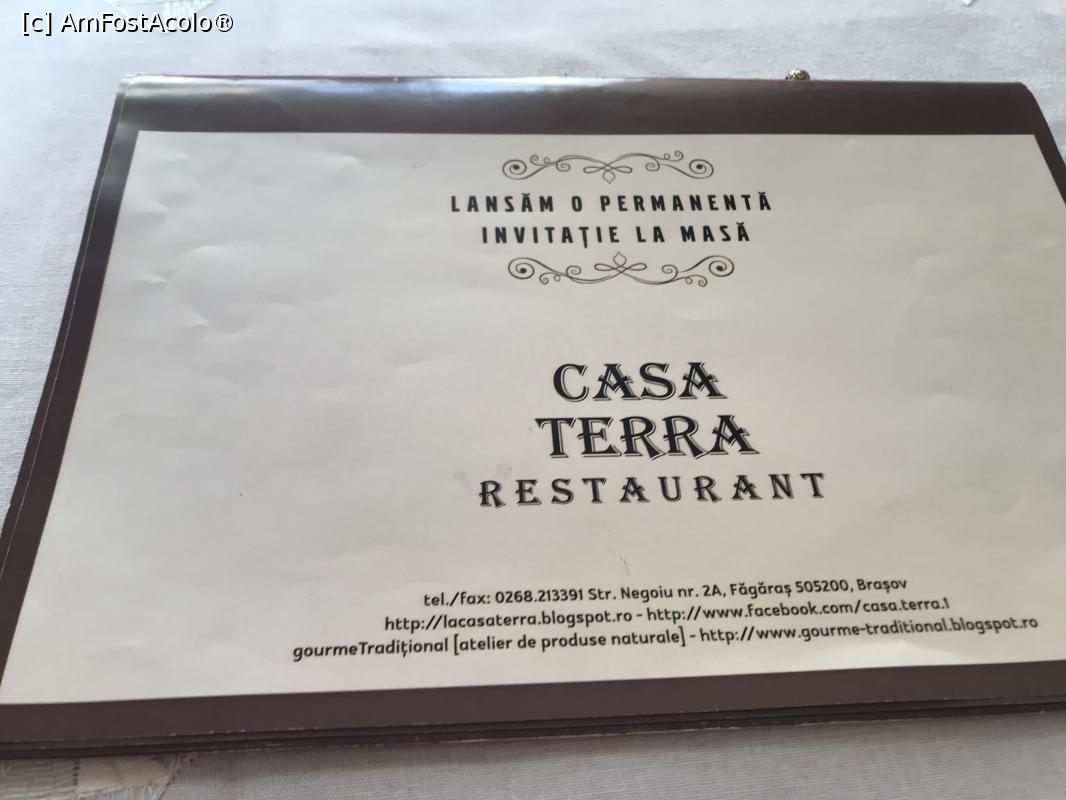 [c] AmFostAcolo®
LANSĂM O PERMANENTĂ
INVITAȚIE LA MASĂ
CASA
TERRA
RESTAURANT
tel./fax: 0268.213391 Str. Negoiu nr. 2A, Făgăraș 505200, Brașov
http://lacasaterra.blogspot.ro - http://www.facebook.com/casa.terra.1
gourmeTradițional [atelier de produse naturale] - http://www.gourme-traditional.blogspot.ro